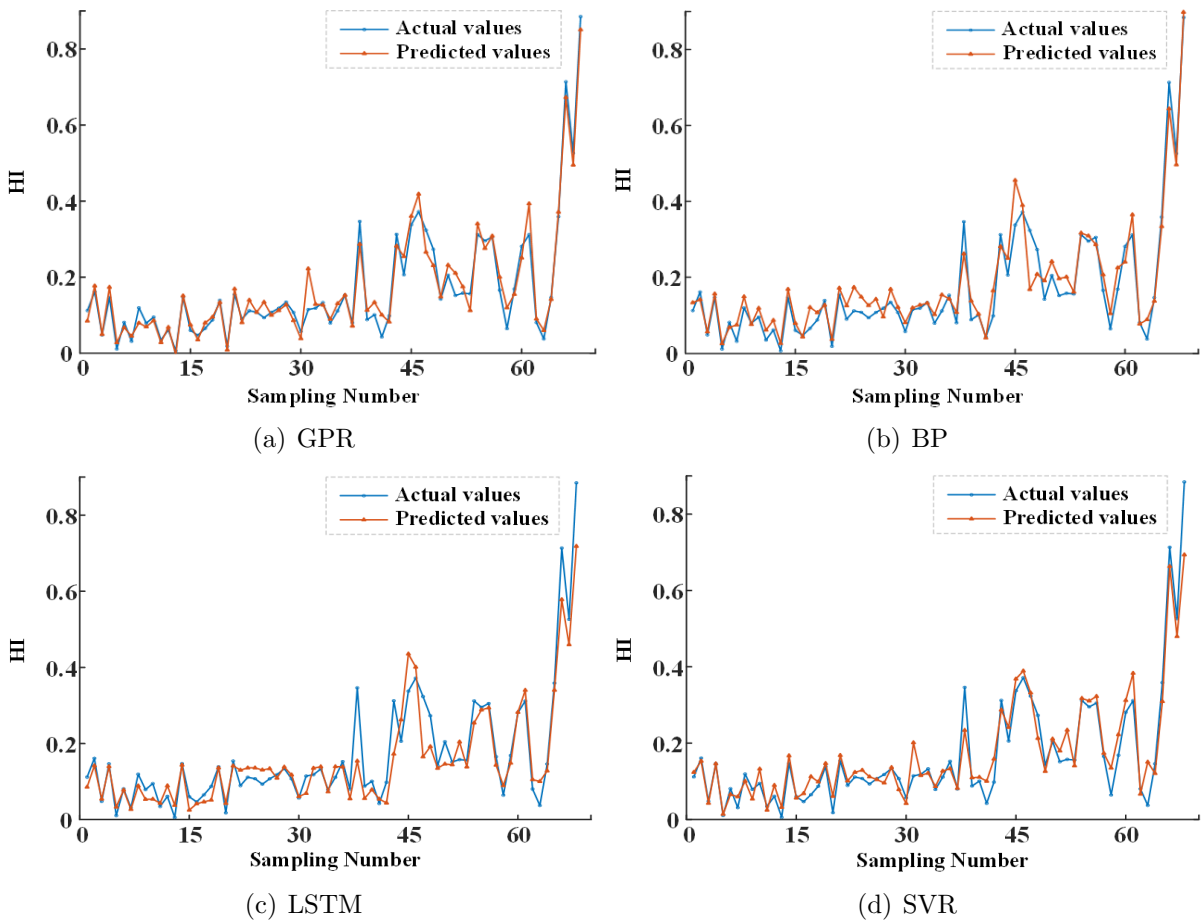 Actual values
Predicted values
0.8
0.6
0.4
0.2
0
HI
0
15
30
45
60
Sampling Number
(a) GPR
Actual values
Predicted values
0.8
0.6
0.4
0.2
0
HI
0
15
30
45
60
Sampling Number
(b) BP
Actual values
Predicted values
0.8
0.6
0.4
0.2
0
HI
0
15
30
45
60
Sampling Number
(c) LSTM
Actual values
Predicted values
0.8
0.6
0.4
0.2
0
HI
0
15
30
45
60
Sampling Number
(d) SVR